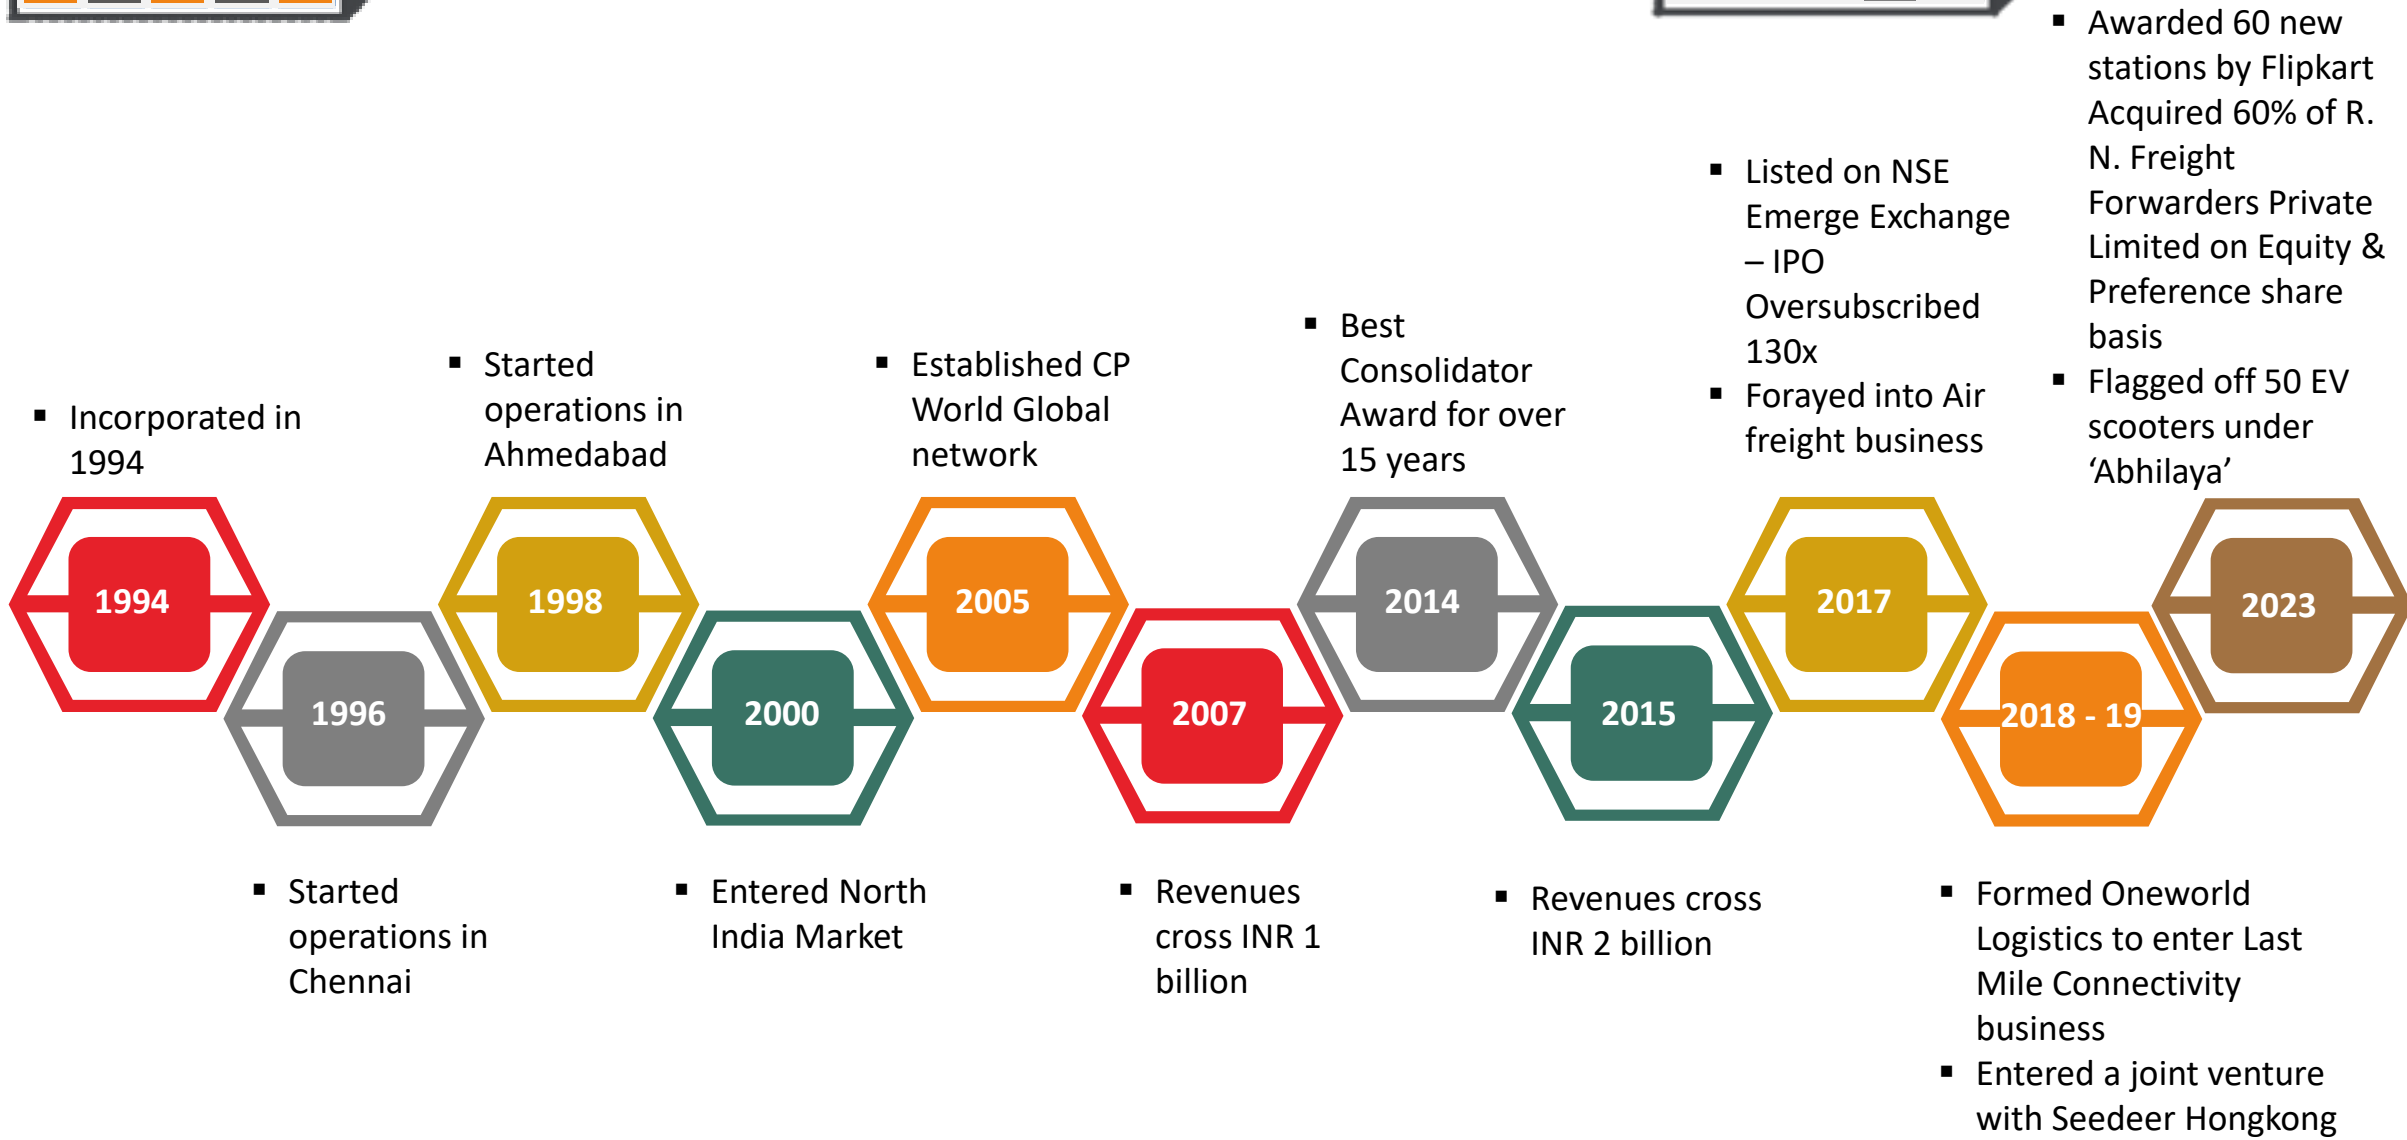 ▪ Incorporated in
1994
▪ Started
operations in
Ahmedabad
▪ Established CP
World Global
network
▪ Best
Consolidator
Award for over
15 years
▪ Listed on NSE
Emerge Exchange
– IPO
Oversubscribed
130x
▪ Forayed into Air
freight business
▪ Awarded 60 new
stations by Flipkart
Acquired 60% of R.
N. Freight
Forwarders Private
Limited on Equity &
Preference share
basis
▪ Flagged off 50 EV
scooters under
‘Abhilaya’
1994
1996
1998
2000
2005
2007
2014
2015
2017
2018 - 19
2023
▪ Started
operations in
Chennai
▪ Entered North
India Market
▪ Revenues
cross INR 1
billion
▪ Revenues cross
INR 2 billion
▪ Formed Oneworld
Logistics to enter Last
Mile Connectivity
business
▪ Entered a joint venture
with Seedeer Hongkong